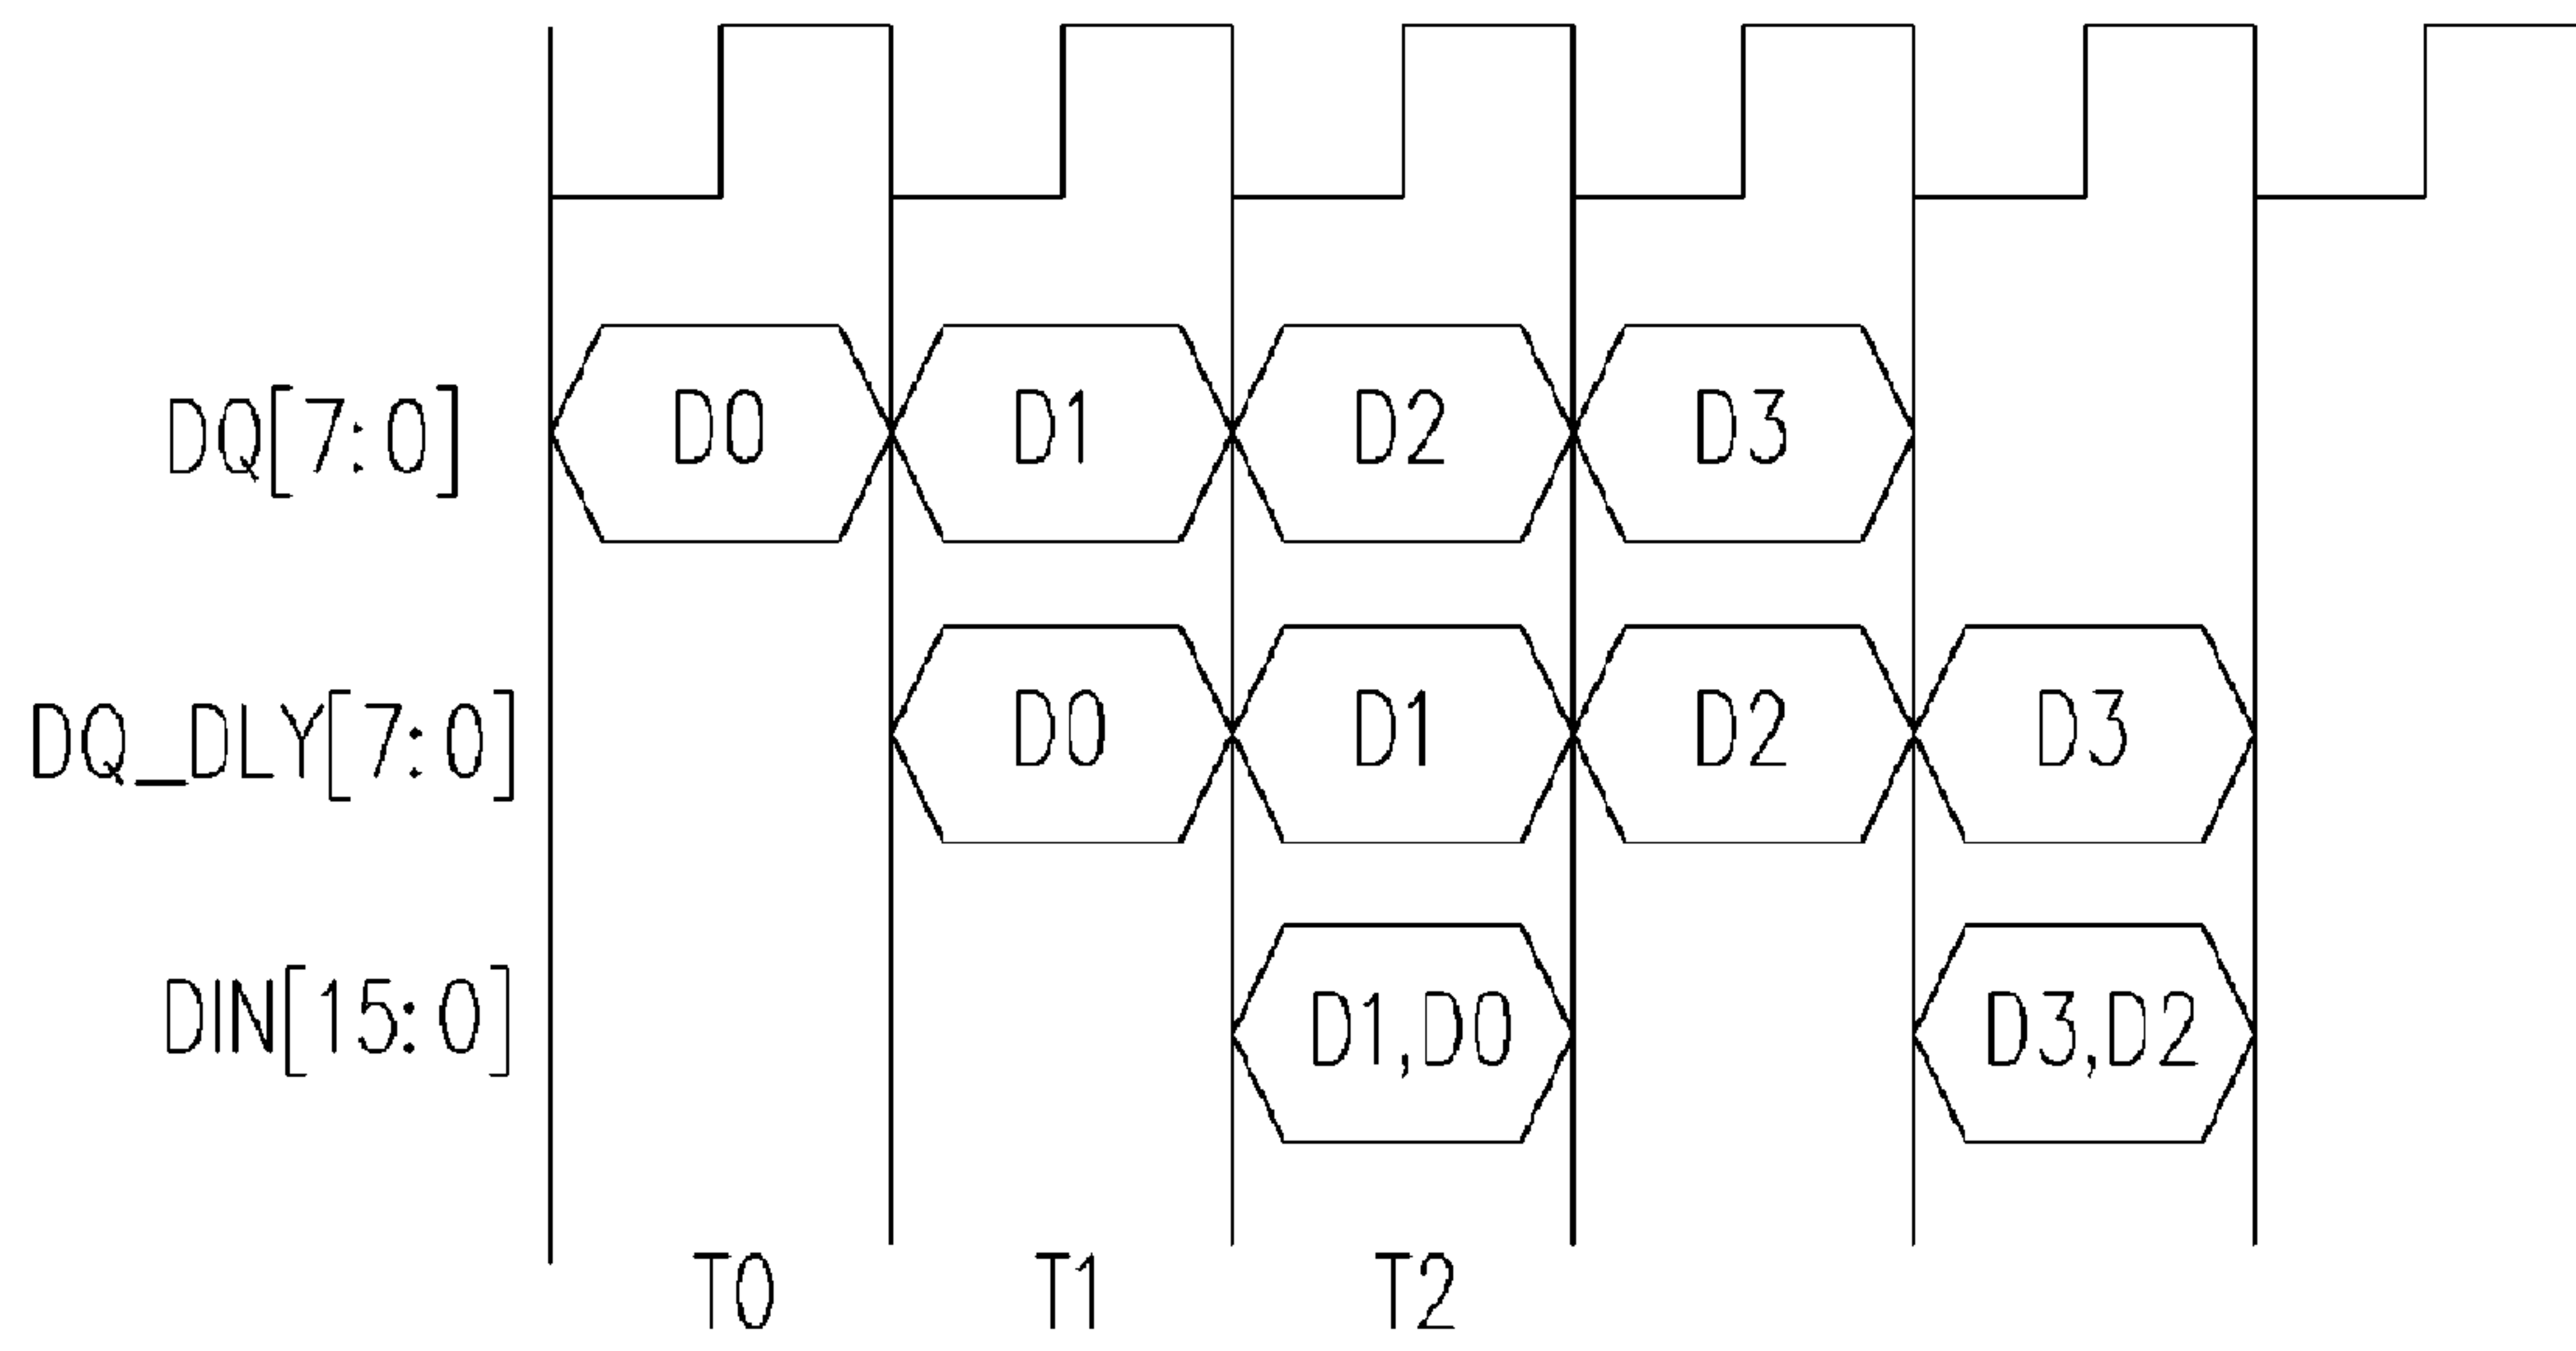 DQ[7:0] D0 D1 D2 D3
DQ_DLY[7:0] D0 D1 D2 D3
DIN[15:0] D1,D0 D3,D2
T0 T1 T2